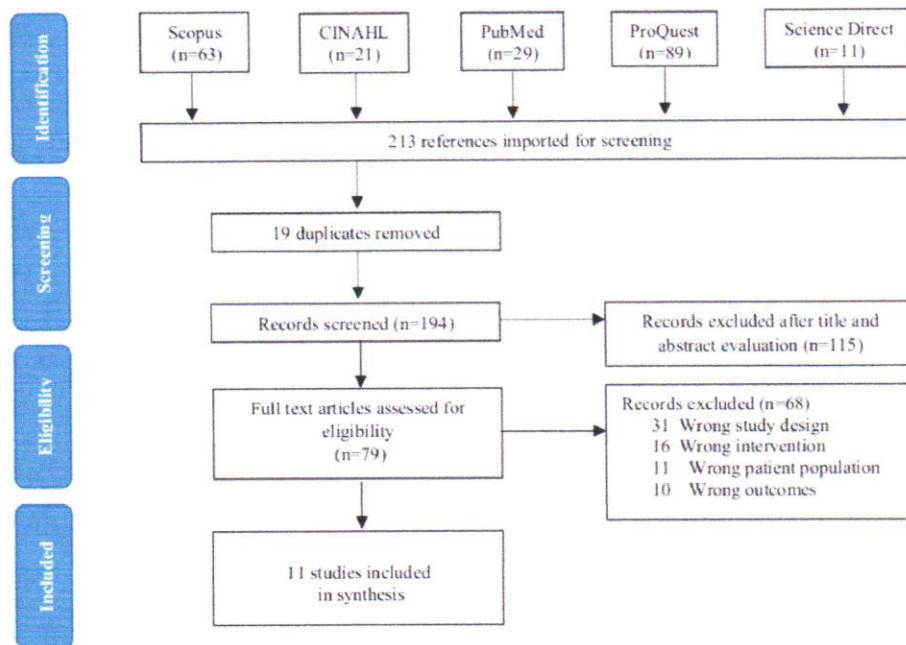 Identification
Scopus
(n=63)
CINAHL
(n=21)
PubMed
(n=29)
ProQuest
(n=89)
Science Direct
(n=11)
213 references imported for screening
Screening
19 duplicates removed
Records screened (n=194)
Records excluded after title and
abstract evaluation (n=115)
Eligibility
Full text articles assessed for
eligibility
(n=79)
Records excluded (n=68)
31 Wrong study design
16 Wrong intervention
11 Wrong patient population
10 Wrong outcomes
Included
11 studies included
in synthesis